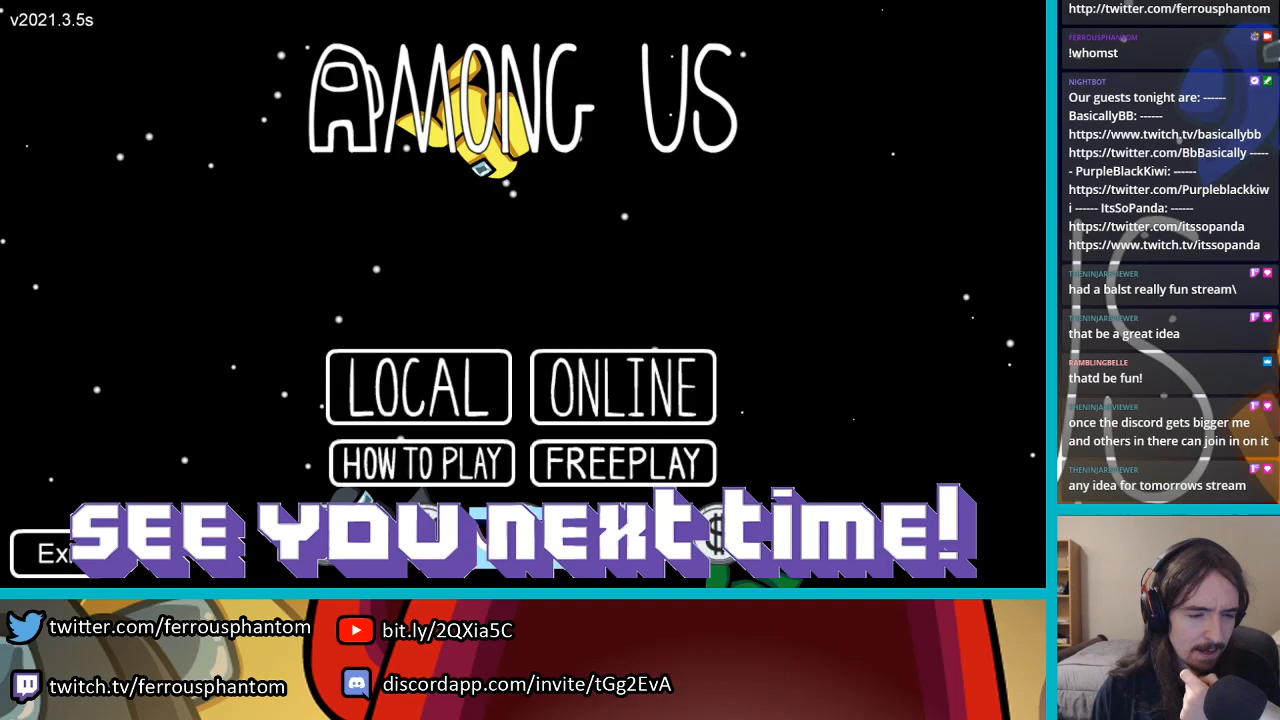 v2021.3.5s
AMONG US
LOCAL
ONLINE
HOW TO PLAY
FREEPLAY
SEE YOU NEXT TIME!
Ex
$
twitter.com/ferrousphantom
bit.ly/2QXia5C
twitch.tv/ferrousphantom
discordapp.com/invite/tGg2EvA
http://twitter.com/ferrousphantom
FERROUSPHANTOM
!whomst
NIGHTBOT
Our guests tonight are: ------
BasicallyBB: ------
https://www.twitch.tv/basicallybb
https://twitter.com/BbBasically -----
- PurpleBlackKiwi: ------
https://twitter.com/Purpleblackkiw
i ------ ItsSoPanda: ------
https://twitter.com/itssopanda
https://www.twitch.tv/itssopanda
THENINJAREVIEWER
had a balst really fun stream\
THENINJAREVIEWER
that be a great idea
RAMBLINGBELLE
thatd be fun!
THENINJAREVIEWER
once the discord gets bigger me
and others in there can join in on it
THENINJAREVIEWER
any idea for tomorrows stream